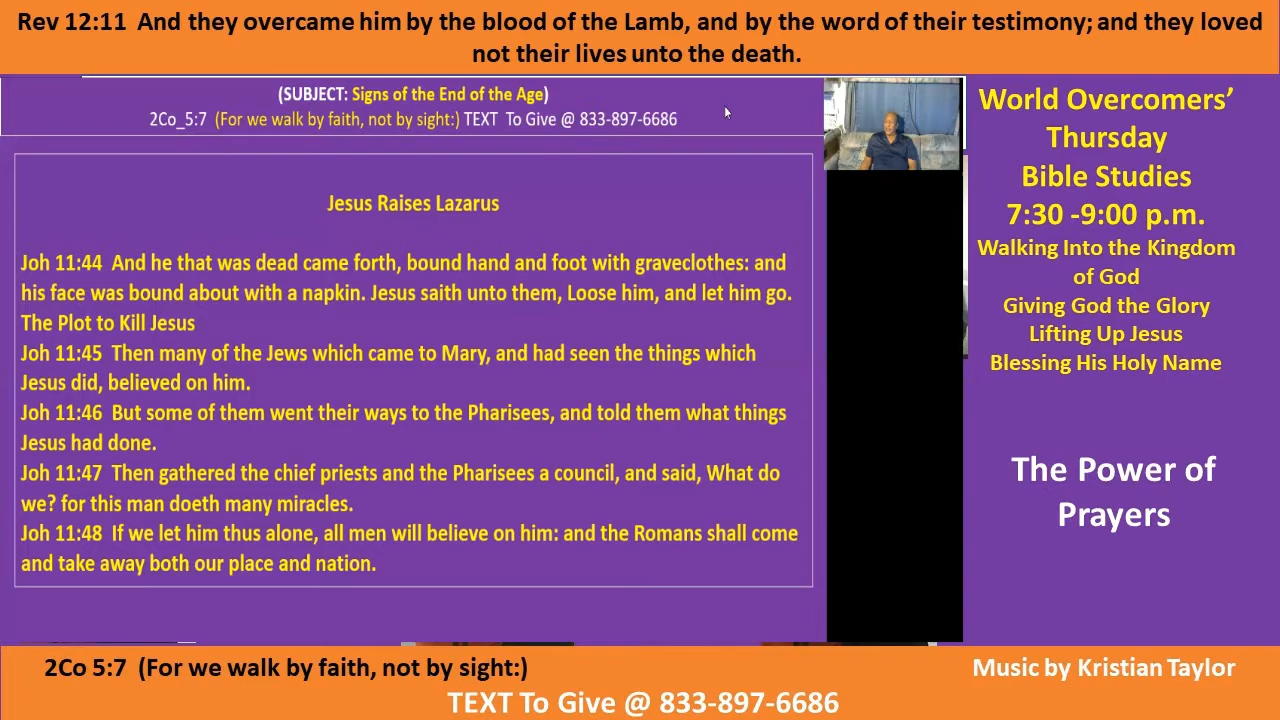 Rev 12:11  And they overcame him by the blood of the Lamb, and by the word of their testimony; and they loved
not their lives unto the death.
(SUBJECT: Signs of the End of the Age)
2Co_5:7  (For we walk by faith, not by sight:) TEXT  To Give @ 833-897-6686
Jesus Raises Lazarus
Joh 11:44  And he that was dead came forth, bound hand and foot with graveclothes: and
his face was bound about with a napkin. Jesus saith unto them, Loose him, and let him go.
The Plot to Kill Jesus
Joh 11:45  Then many of the Jews which came to Mary, and had seen the things which
Jesus did, believed on him.
Joh 11:46  But some of them went their ways to the Pharisees, and told them what things
Jesus had done.
Joh 11:47  Then gathered the chief priests and the Pharisees a council, and said, What do
we? for this man doeth many miracles.
Joh 11:48  If we let him thus alone, all men will believe on him: and the Romans shall come
and take away both our place and nation.
World Overcomers’
Thursday
Bible Studies
7:30 -9:00 p.m.
Walking Into the Kingdom
of God
Giving God the Glory
Lifting Up Jesus
Blessing His Holy Name
The Power of
Prayers
2Co 5:7  (For we walk by faith, not by sight:)
Music by Kristian Taylor
TEXT To Give @ 833-897-6686